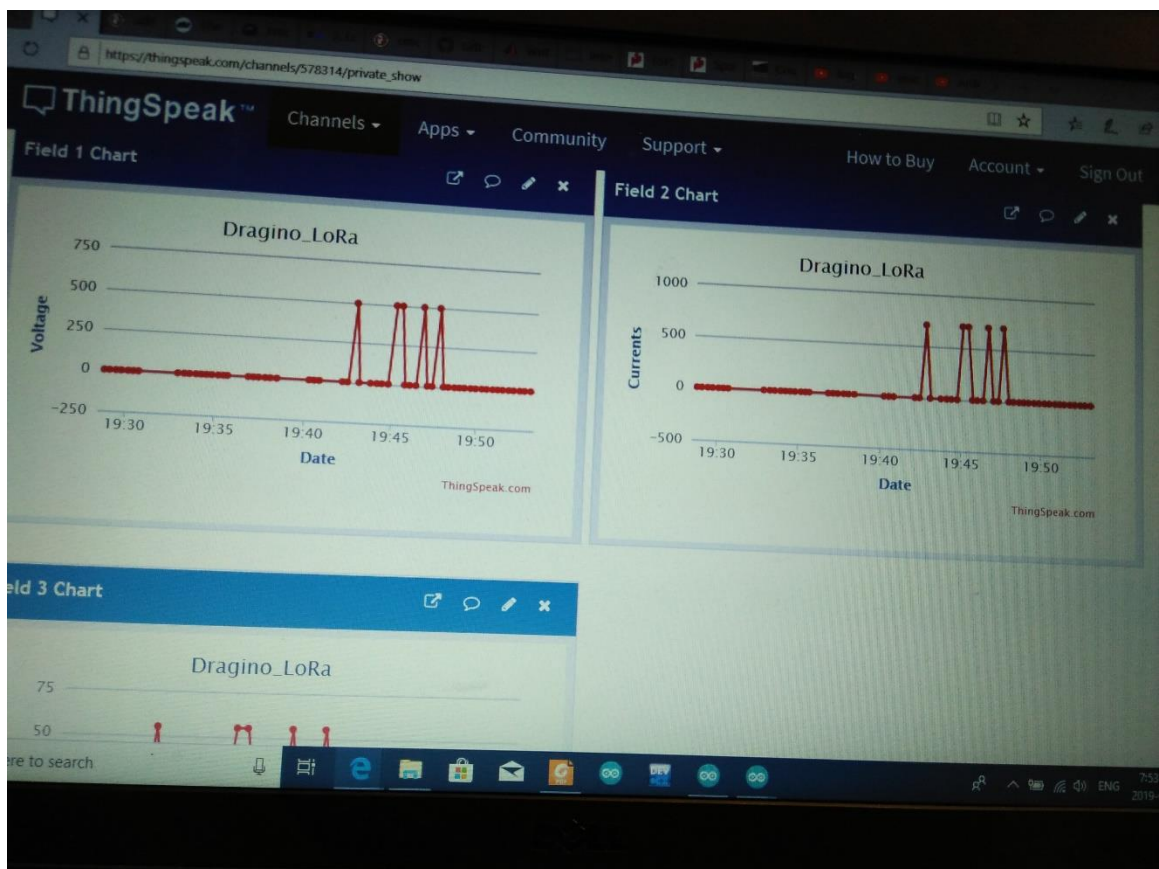 https://thingspeak.com/channels/578314/private_show
ThingSpeak™ Channels Apps Community Support How to Buy Account Sign Out
Field 1 Chart
Dragino_LoRa
750
500
250
0
-250
Voltage
19:30 19:35 19:40 19:45 19:50
Date
ThingSpeak.com
Field 2 Chart
Dragino_LoRa
1000
500
0
-500
Currents
19:30 19:35 19:40 19:45 19:50
Date
ThingSpeak.com
eld 3 Chart
Dragino_LoRa
75
50
ere to search
DEV
ENG
7:53
2019-